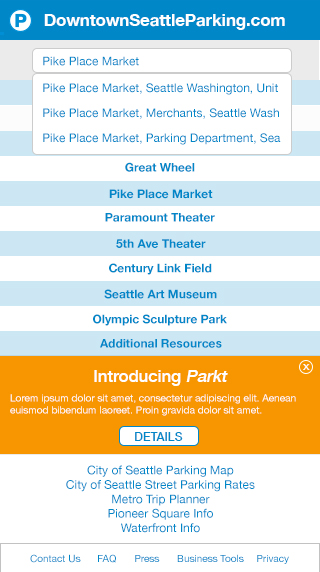 P DowntownSeattleParking.com
Pike Place Market
Pike Place Market, Seattle Washington, Unit
Pike Place Market, Merchants, Seattle Wash
Pike Place Market, Parking Department, Sea
Great Wheel
Pike Place Market
Paramount Theater
5th Ave Theater
Century Link Field
Seattle Art Museum
Olympic Sculpture Park
Additional Resources
X
Introducing Parkt
Lorem ipsum dolor sit amet, consectetur adipiscing elit. Aenean
euismod bibendum laoreet. Proin gravida dolor sit amet.
DETAILS
City of Seattle Parking Map
City of Seattle Street Parking Rates
Metro Trip Planner
Pioneer Square Info
Waterfront Info
Contact Us FAQ Press Business Tools Privacy